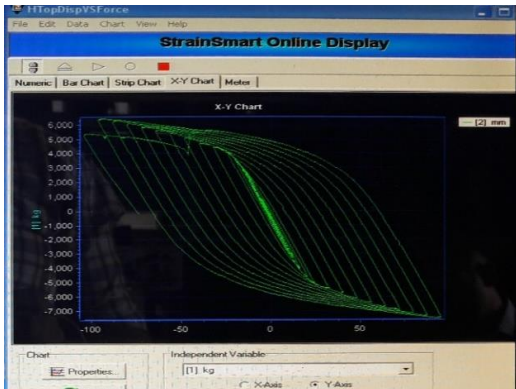 HTopDispVSForce
File Edit Data Chart View Help
StrainSmart Online Display
Numeric Bar Chart Strip Chart X-Y Chart Meter
X-Y Chart
[2] mm
6,000
5,000
4,000
3,000
2,000
1,000
0
-1,000
-2,000
-3,000
-4,000
-5,000
-6,000
-7,000
[1] kg
-100 -50 0 50
Chart
Independent Variable
Properties...
[1] kg
X-Axis Y-Axis